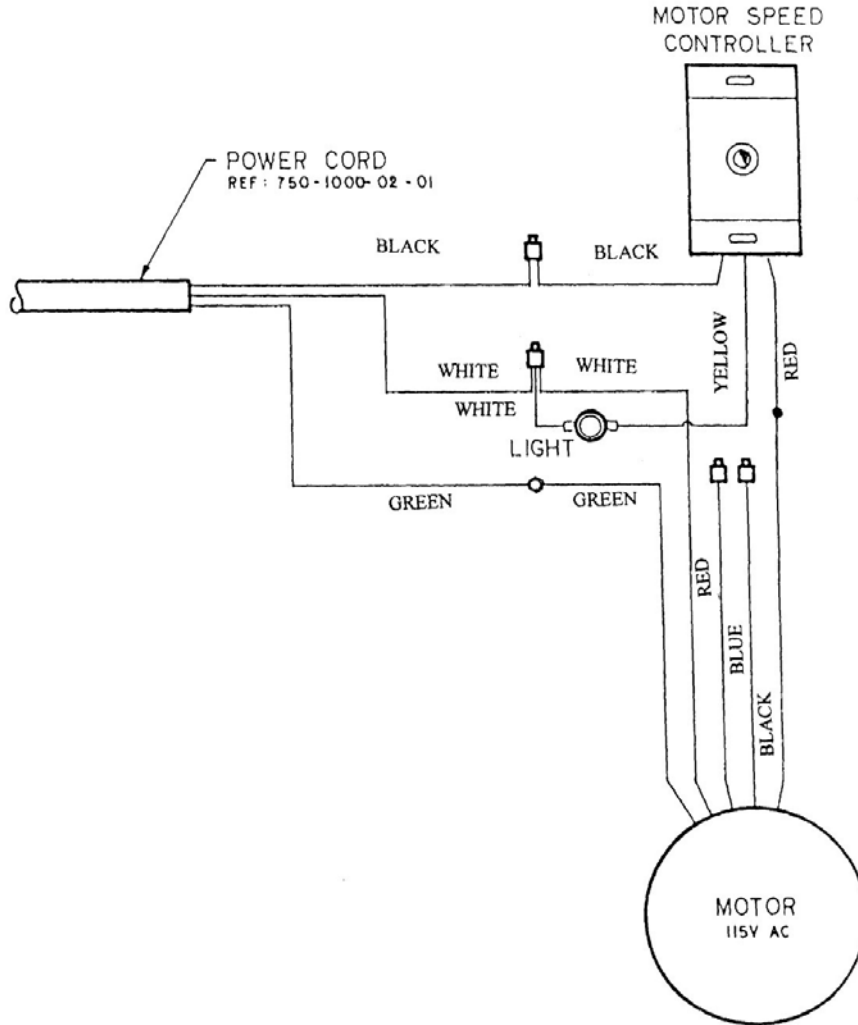 MOTOR SPEED
CONTROLLER
POWER CORD
REF: 750-1000-02-01
BLACK
BLACK
YELLOW
RED
WHITE
WHITE
WHITE
LIGHT
GREEN
GREEN
RED
BLUE
BLACK
MOTOR
115V AC